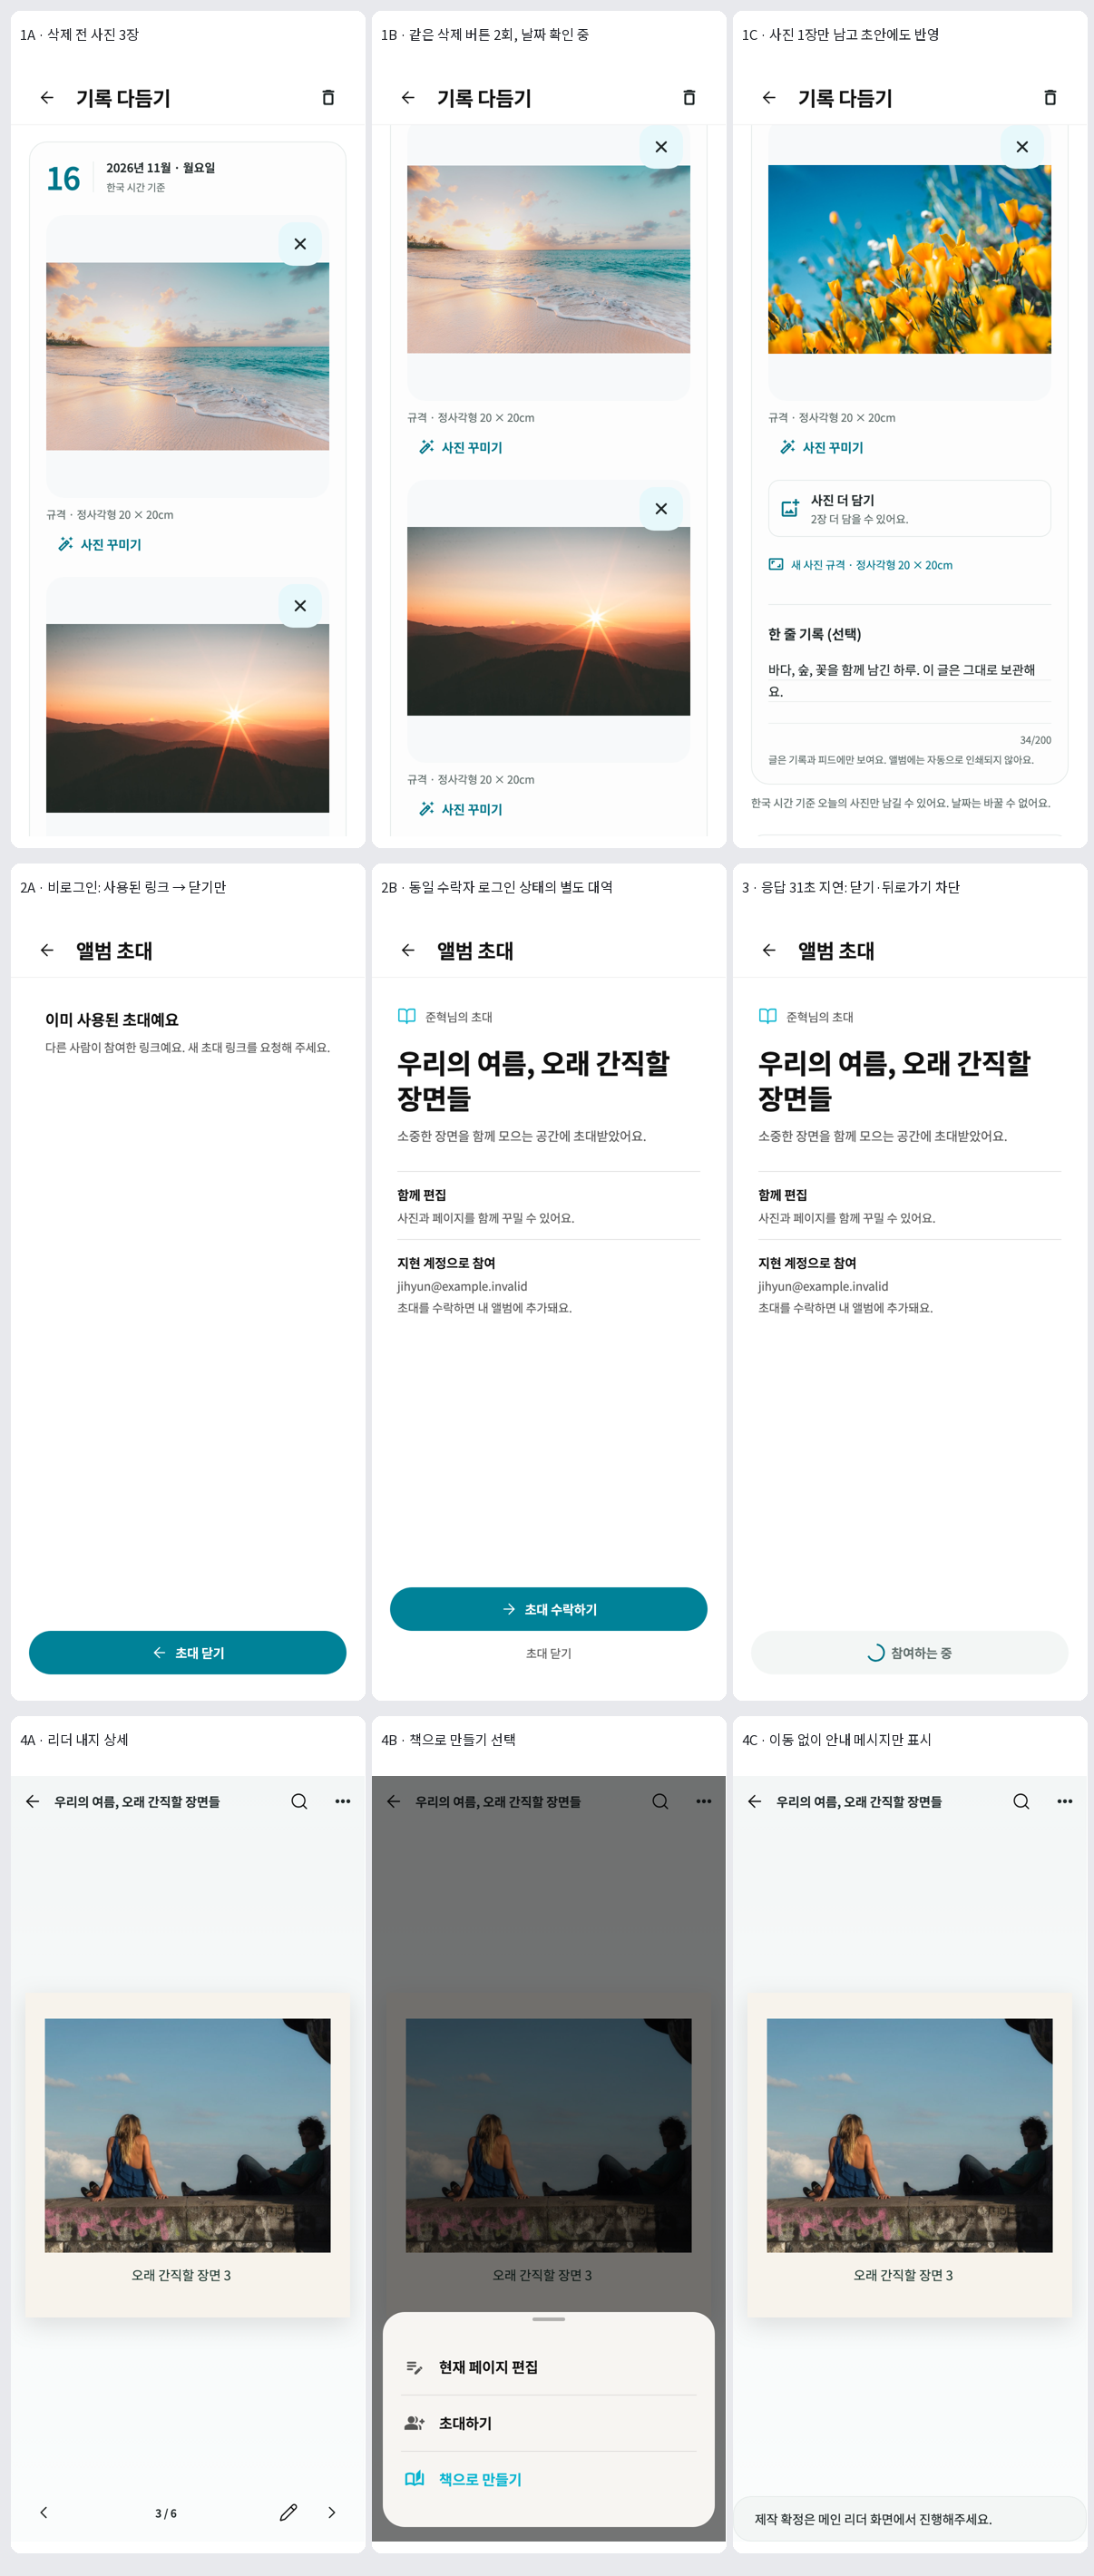 1A · 삭제 전 사진 3장
기록 다듬기
16
2026년 11월 · 월요일
한국 시간 기준
규격 · 정사각형 20 × 20cm
사진 꾸미기
1B · 같은 삭제 버튼 2회, 날짜 확인 중
기록 다듬기
규격 · 정사각형 20 × 20cm
사진 꾸미기
규격 · 정사각형 20 × 20cm
사진 꾸미기
1C · 사진 1장만 남고 초안에도 반영
기록 다듬기
규격 · 정사각형 20 × 20cm
사진 꾸미기
사진 더 담기
2장 더 담을 수 있어요.
새 사진 규격 · 정사각형 20 × 20cm
한 줄 기록 (선택)
바다, 숲, 꽃을 함께 남긴 하루. 이 글은 그대로 보관해
요.
34/200
글은 기록과 피드에만 보여요. 앨범에는 자동으로 인쇄되지 않아요.
한국 시간 기준 오늘의 사진만 남길 수 있어요. 날짜는 바꿀 수 없어요.
2A · 비로그인: 사용된 링크 → 닫기만
앨범 초대
이미 사용된 초대예요
다른 사람이 참여한 링크예요. 새 초대 링크를 요청해 주세요.
초대 닫기
2B · 동일 수락자 로그인 상태의 별도 대역
앨범 초대
준혁님의 초대
우리의 여름, 오래 간직할
장면들
소중한 장면을 함께 모으는 공간에 초대받았어요.
함께 편집
사진과 페이지를 함께 꾸밀 수 있어요.
지현 계정으로 참여
jihyun@example.invalid
초대를 수락하면 내 앨범에 추가돼요.
초대 수락하기
초대 닫기
3 · 응답 31초 지연: 닫기·뒤로가기 차단
앨범 초대
준혁님의 초대
우리의 여름, 오래 간직할
장면들
소중한 장면을 함께 모으는 공간에 초대받았어요.
함께 편집
사진과 페이지를 함께 꾸밀 수 있어요.
지현 계정으로 참여
jihyun@example.invalid
초대를 수락하면 내 앨범에 추가돼요.
참여하는 중
4A · 리더 내지 상세
우리의 여름, 오래 간직할 장면들
오래 간직할 장면 3
3 / 6
4B · 책으로 만들기 선택
우리의 여름, 오래 간직할 장면들
오래 간직할 장면 3
현재 페이지 편집
초대하기
책으로 만들기
4C · 이동 없이 안내 메시지만 표시
우리의 여름, 오래 간직할 장면들
오래 간직할 장면 3
제작 확정은 메인 리더 화면에서 진행해주세요.